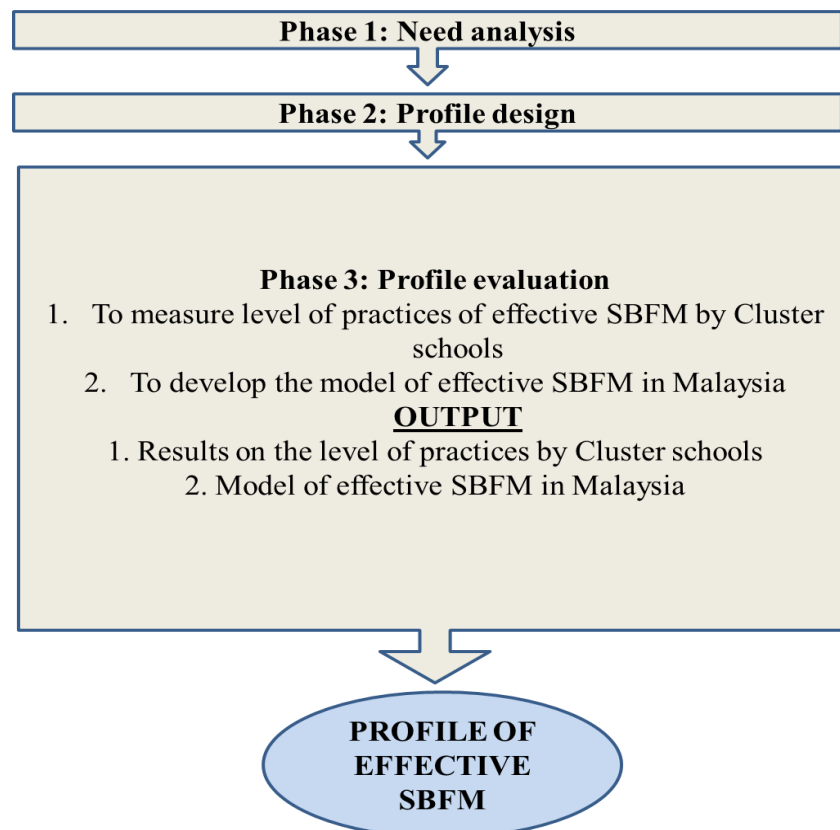 Phase 1: Need analysis
Phase 2: Profile design
Phase 3: Profile evaluation
1. To measure level of practices of effective SBFM by Cluster
schools
2. To develop the model of effective SBFM in Malaysia
OUTPUT
1. Results on the level of practices by Cluster schools
2. Model of effective SBFM in Malaysia
PROFILE OF
EFFECTIVE
SBFM